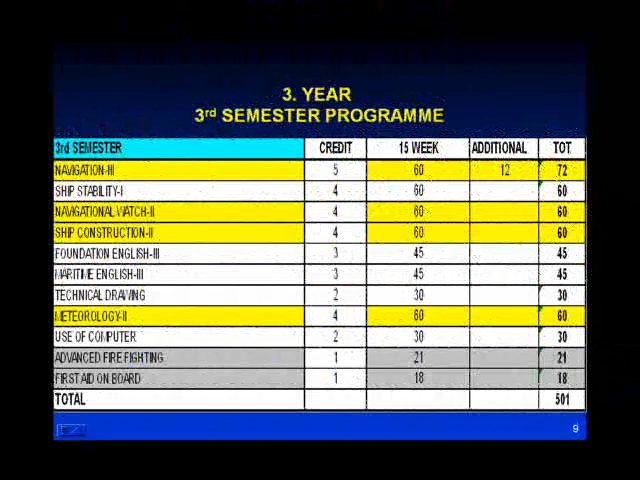 3. YEAR
3rd SEMESTER PROGRAMME
3rd SEMESTER CREDIT 15 WEEK ADDITIONAL TOT
NAVIGATION-III 5 60 12 72
SHIP STABILITY-I 4 60 60
NAVIGATIONAL WATCH-II 4 60 60
SHIP CONSTRUCTION-II 4 60 60
FOUNDATION ENGLISH-III 3 45 45
MARITIME ENGLISH-III 3 45 45
TECHNICAL DRAWING 2 30 30
METEOROLOGY-II 4 60 60
USE OF COMPUTER 2 30 30
ADVANCED FIRE FIGHTING 1 21 21
FIRST AID ON BOARD 1 18 18
TOTAL 501
9